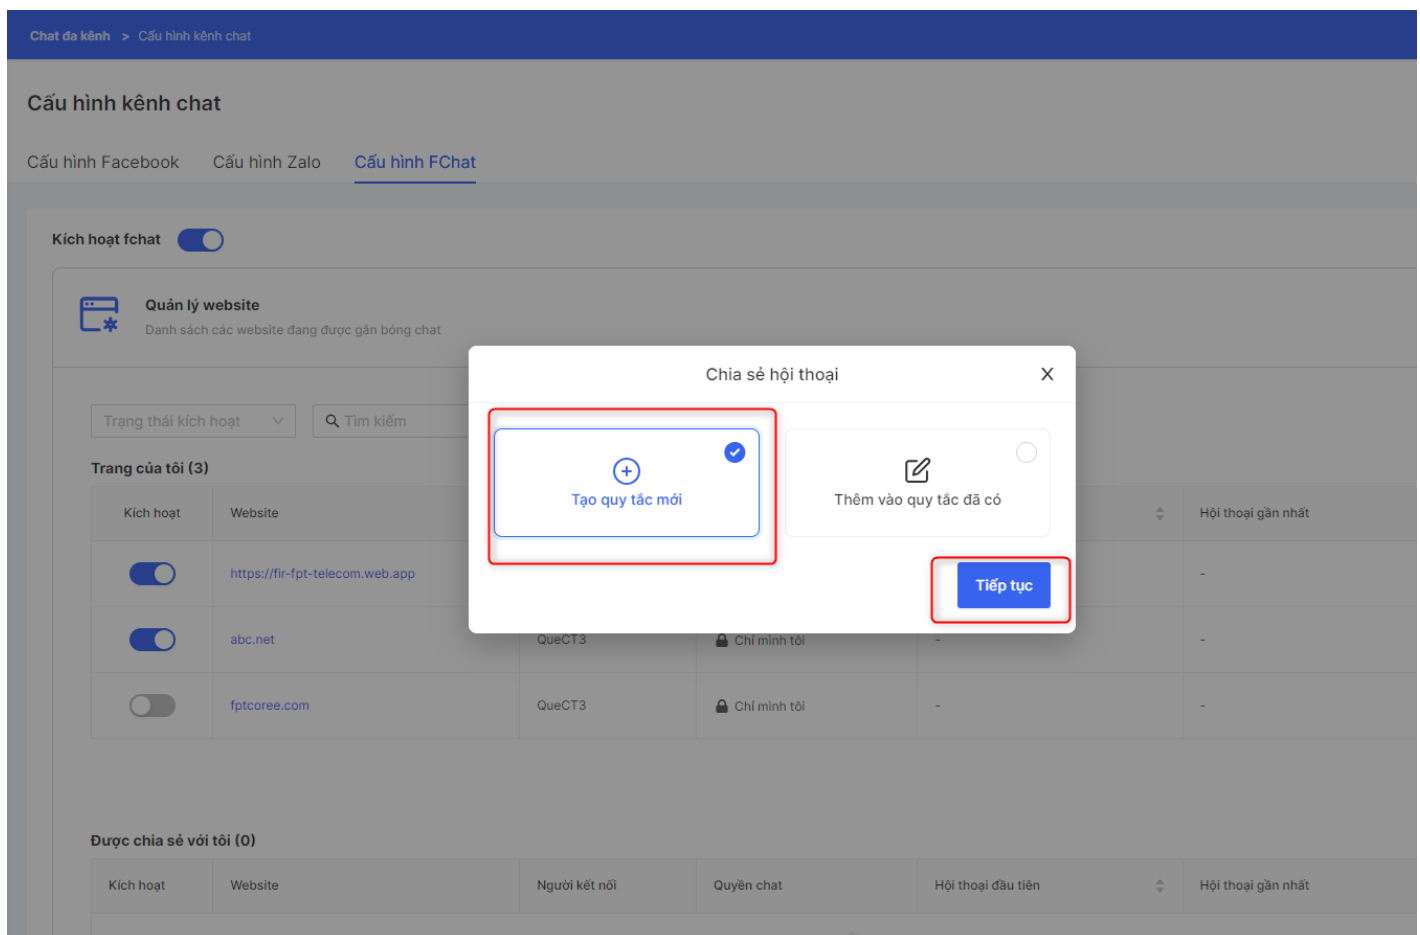 Chat đa kênh > Cấu hình kênh chat
Cấu hình kênh chat
Cấu hình Facebook Cấu hình Zalo Cấu hình FChat
Kích hoạt fchat
Quản lý website
Danh sách các website đang được gắn bóng chat
Chia sẻ hội thoại X
Trạng thái kích hoạt Tìm kiếm
Tạo quy tắc mới Thêm vào quy tắc đã có
Tiếp tục
Trang của tôi (3)
Kích hoạt Website Hội thoại gần nhất
https://fir-fpt-telecom.web.app -
abc.net QueCT3 Chỉ mình tôi - -
fptcoree.com QueCT3 Chỉ mình tôi - -
Được chia sẻ với tôi (0)
Kích hoạt Website Người kết nối Quyền chat Hội thoại đầu tiên Hội thoại gần nhất